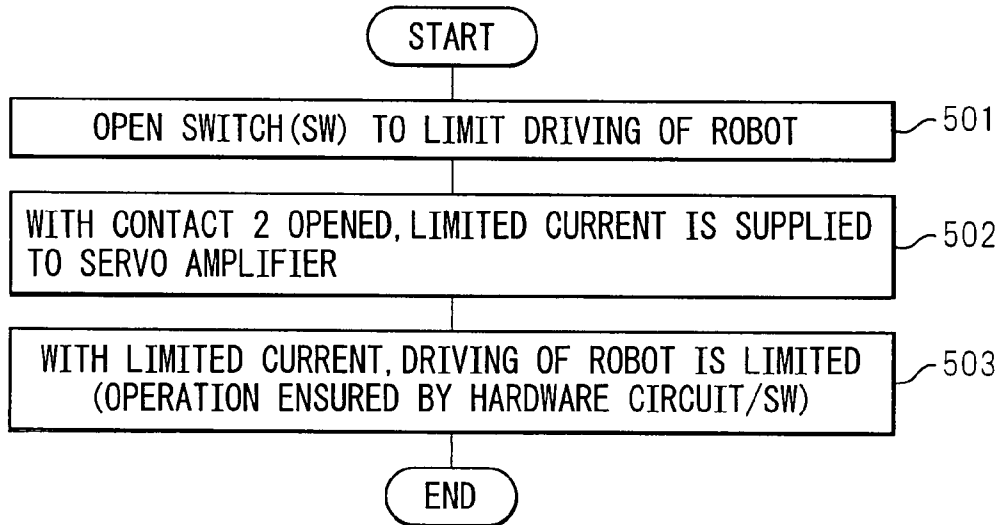 START
OPEN SWITCH(SW) TO LIMIT DRIVING OF ROBOT
501
WITH CONTACT 2 OPENED, LIMITED CURRENT IS SUPPLIED
TO SERVO AMPLIFIER
502
WITH LIMITED CURRENT, DRIVING OF ROBOT IS LIMITED
(OPERATION ENSURED BY HARDWARE CIRCUIT/SW)
503
END